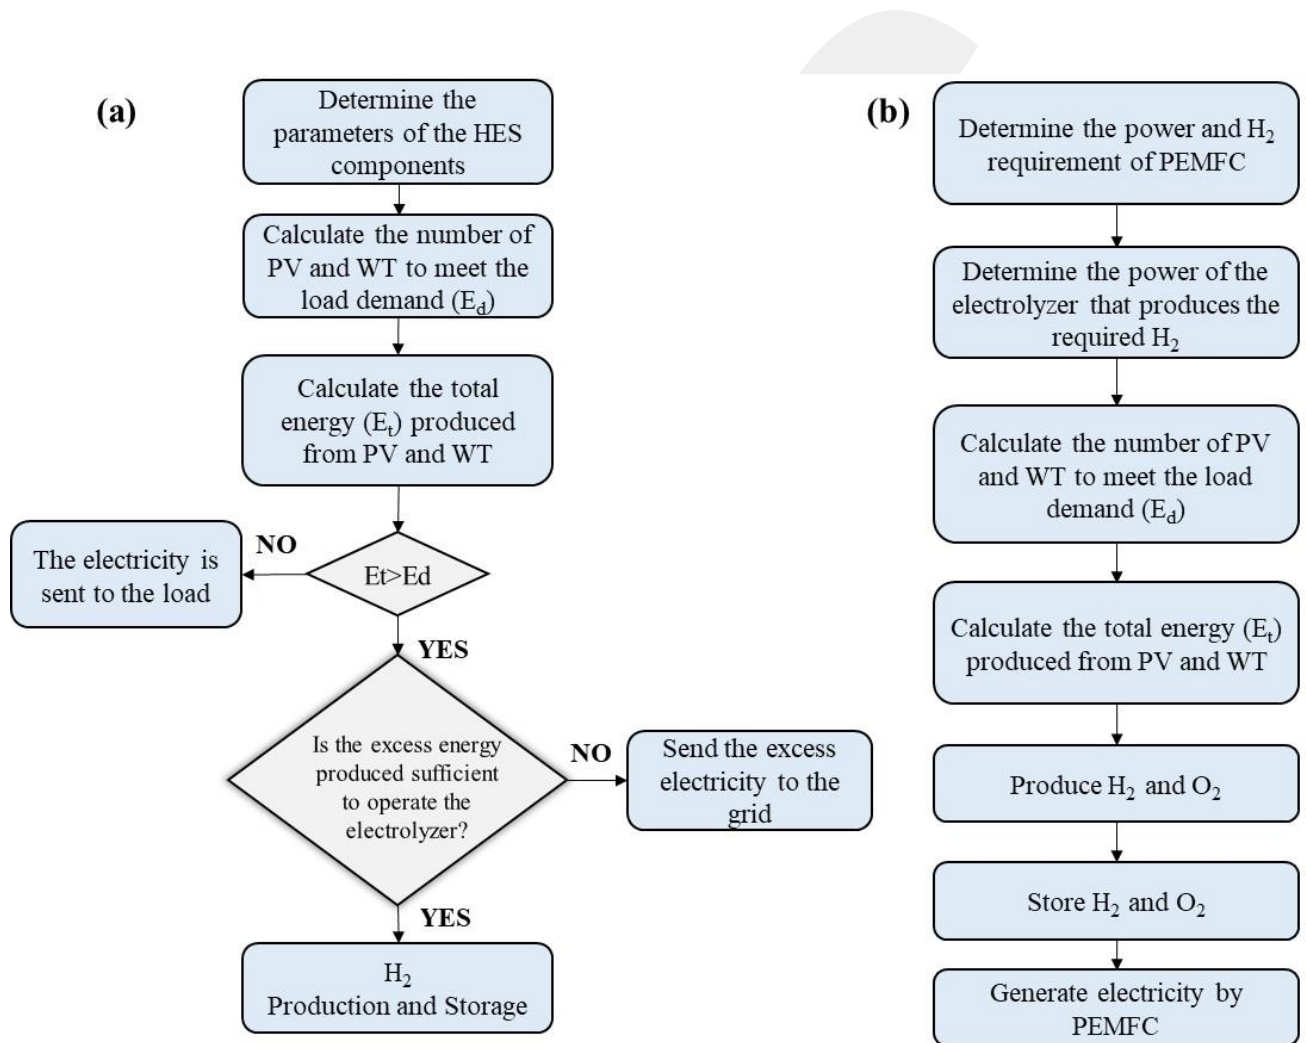 (a)
Determine the
parameters of the HES
components
Calculate the number of
PV and WT to meet the
load demand (E_d)
Calculate the total
energy (E_t) produced
from PV and WT
Et>Ed
NO
The electricity is
sent to the load
YES
Is the excess energy
produced sufficient
to operate the
electrolyzer?
NO
Send the excess
electricity to the
grid
YES
H₂
Production and Storage
(b)
Determine the power and H₂
requirement of PEMFC
Determine the power of the
electrolyzer that produces the
required H₂
Calculate the number of PV
and WT to meet the load
demand (E_d)
Calculate the total energy (E_t)
produced from PV and WT
Produce H₂ and O₂
Store H₂ and O₂
Generate electricity by
PEMFC